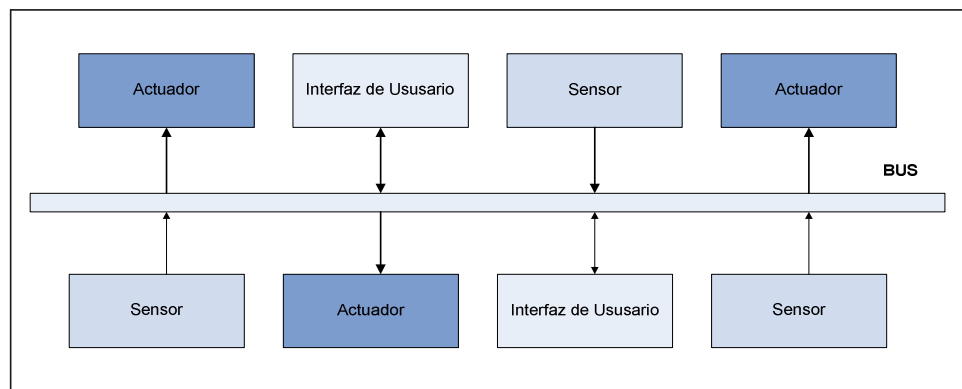 Actuador
Interfaz de Ususario
Sensor
Actuador
BUS
Sensor
Actuador
Interfaz de Ususario
Sensor